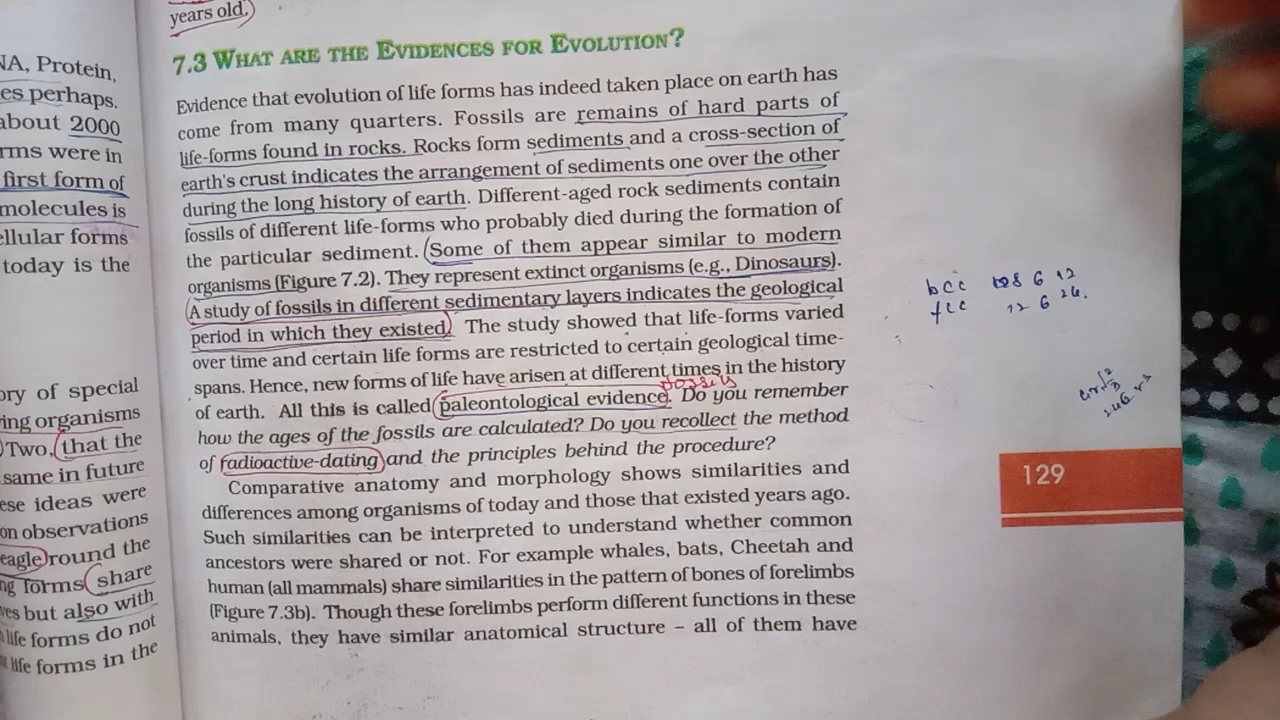 years old.
7.3 WHAT ARE THE EVIDENCES FOR EVOLUTION?
Evidence that evolution of life forms has indeed taken place on earth has
come from many quarters. Fossils are remains of hard parts of
life-forms found in rocks. Rocks form sediments and a cross-section of
earth's crust indicates the arrangement of sediments one over the other
during the long history of earth. Different-aged rock sediments contain
fossils of different life-forms who probably died during the formation of
the particular sediment. Some of them appear similar to modern
organisms (Figure 7.2). They represent extinct organisms (e.g., Dinosaurs).
A study of fossils in different sedimentary layers indicates the geological
period in which they existed. The study showed that life-forms varied
over time and certain life forms are restricted to certain geological time-
spans. Hence, new forms of life have arisen at different times in the history
fossils
of earth. All this is called paleontological evidence. Do you remember
how the ages of the fossils are calculated? Do you recollect the method
of radioactive-dating and the principles behind the procedure?
Comparative anatomy and morphology shows similarities and
differences among organisms of today and those that existed years ago.
Such similarities can be interpreted to understand whether common
ancestors were shared or not. For example whales, bats, Cheetah and
human (all mammals) share similarities in the pattern of bones of forelimbs
(Figure 7.3b). Though these forelimbs perform different functions in these
animals, they have similar anatomical structure – all of them have
NA, Protein,
es perhaps.
about 2000
rms were in
first form of
molecules is
ellular forms
today is the
ory of special
ing organisms
Two, that the
same in future
ese ideas were
on observations
eagle round the
ng forms share
ves but also with
life forms do not
life forms in the
bcc 8 6 12
fcc 12 6 24.
129